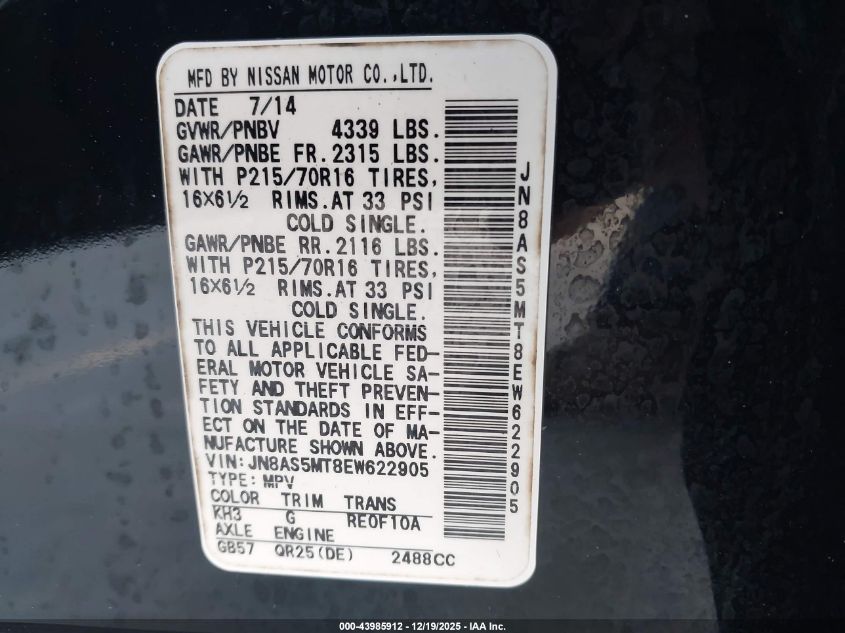 MFD BY NISSAN MOTOR CO.,LTD.
DATE 7/14
GVWR/PNBV 4339 LBS.
GAWR/PNBE FR. 2315 LBS.
WITH P215/70R16 TIRES,
16×6½ RIMS. AT 33 PSI
COLD SINGLE.
GAWR/PNBE RR. 2116 LBS.
WITH P215/70R16 TIRES,
16×6½ RIMS. AT 33 PSI
COLD SINGLE.
THIS VEHICLE CONFORMS
TO ALL APPLICABLE FED-
ERAL MOTOR VEHICLE SA-
FETY AND THEFT PREVEN-
TION STANDARDS IN EFF-
ECT ON THE DATE OF MA-
NUFACTURE SHOWN ABOVE.
VIN: JN8AS5MT8EW622905
TYPE: MPV
COLOR TRIM TRANS
KH3 G RE0F10A
AXLE ENGINE
GB57 QR25(DE) 2488CC
JN8AS5MT8EW622905
000-43985912 - 12/19/2025 - IAA Inc.